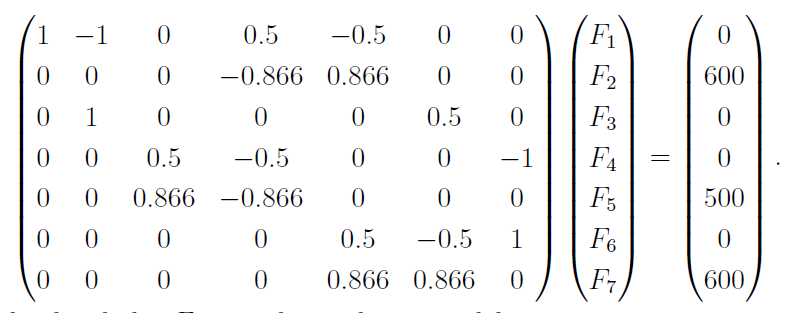 1 −1 0 0.5 −0.5 0 0 F₁ 0
0 0 0 −0.866 0.866 0 0 F₂ 600
0 1 0 0 0 0.5 0 F₃ 0
0 0 0.5 −0.5 0 0 −1 F₄ = 0 .
0 0 0.866 −0.866 0 0 0 F₅ 500
0 0 0 0 0.5 −0.5 1 F₆ 0
0 0 0 0 0.866 0.866 0 F₇ 600